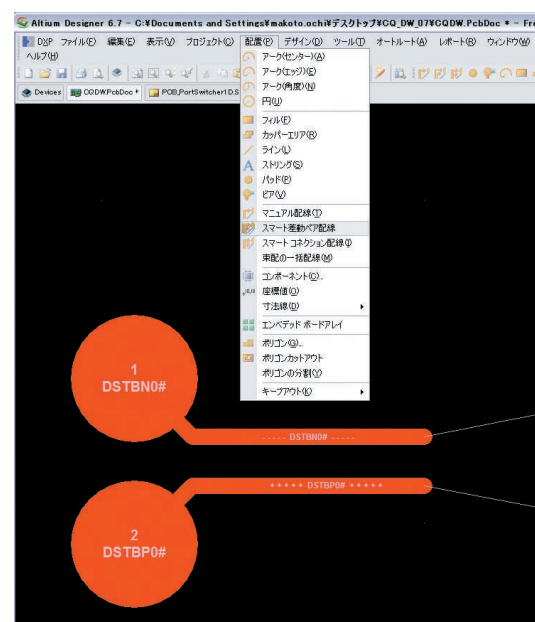 Altium Designer 6.7 - C:¥Documents and Settings¥makoto.ochi¥デスクトップ¥CQ_DW_07¥CQDW.PcbDoc * - Fre
DXP ファイル(F) 編集(E) 表示(V) プロジェクト(C) 配置(P) デザイン(D) ツール(T) オートルート(A) レポート(R) ウィンドウ(W)
ヘルプ(H)
Devices CQDW.PcbDoc * POB_PortSwitcher1D.S
アーク(センター)(A)
アーク(エッジ)(E)
アーク(角度)(N)
円(U)
フィル(F)
カッパーエリア(R)
ライン(L)
ストリング(S)
パッド(P)
ビア(V)
マニュアル配線(T)
スマート差動ペア配線
スマート コネクション配線(I)
束配の一括配線(M)
コンポーネント(C)...
座標値(O)
寸法線(D)
エンベデッド ボードアレイ
ポリゴン(G)...
ポリゴンカットアウト
ポリゴンの分割(Y)
キープアウト(K)
1
DSTBN0#
- - - - - DSTBN0# - - - - -
+ + + + + DSTBP0# + + + + +
2
DSTBP0#